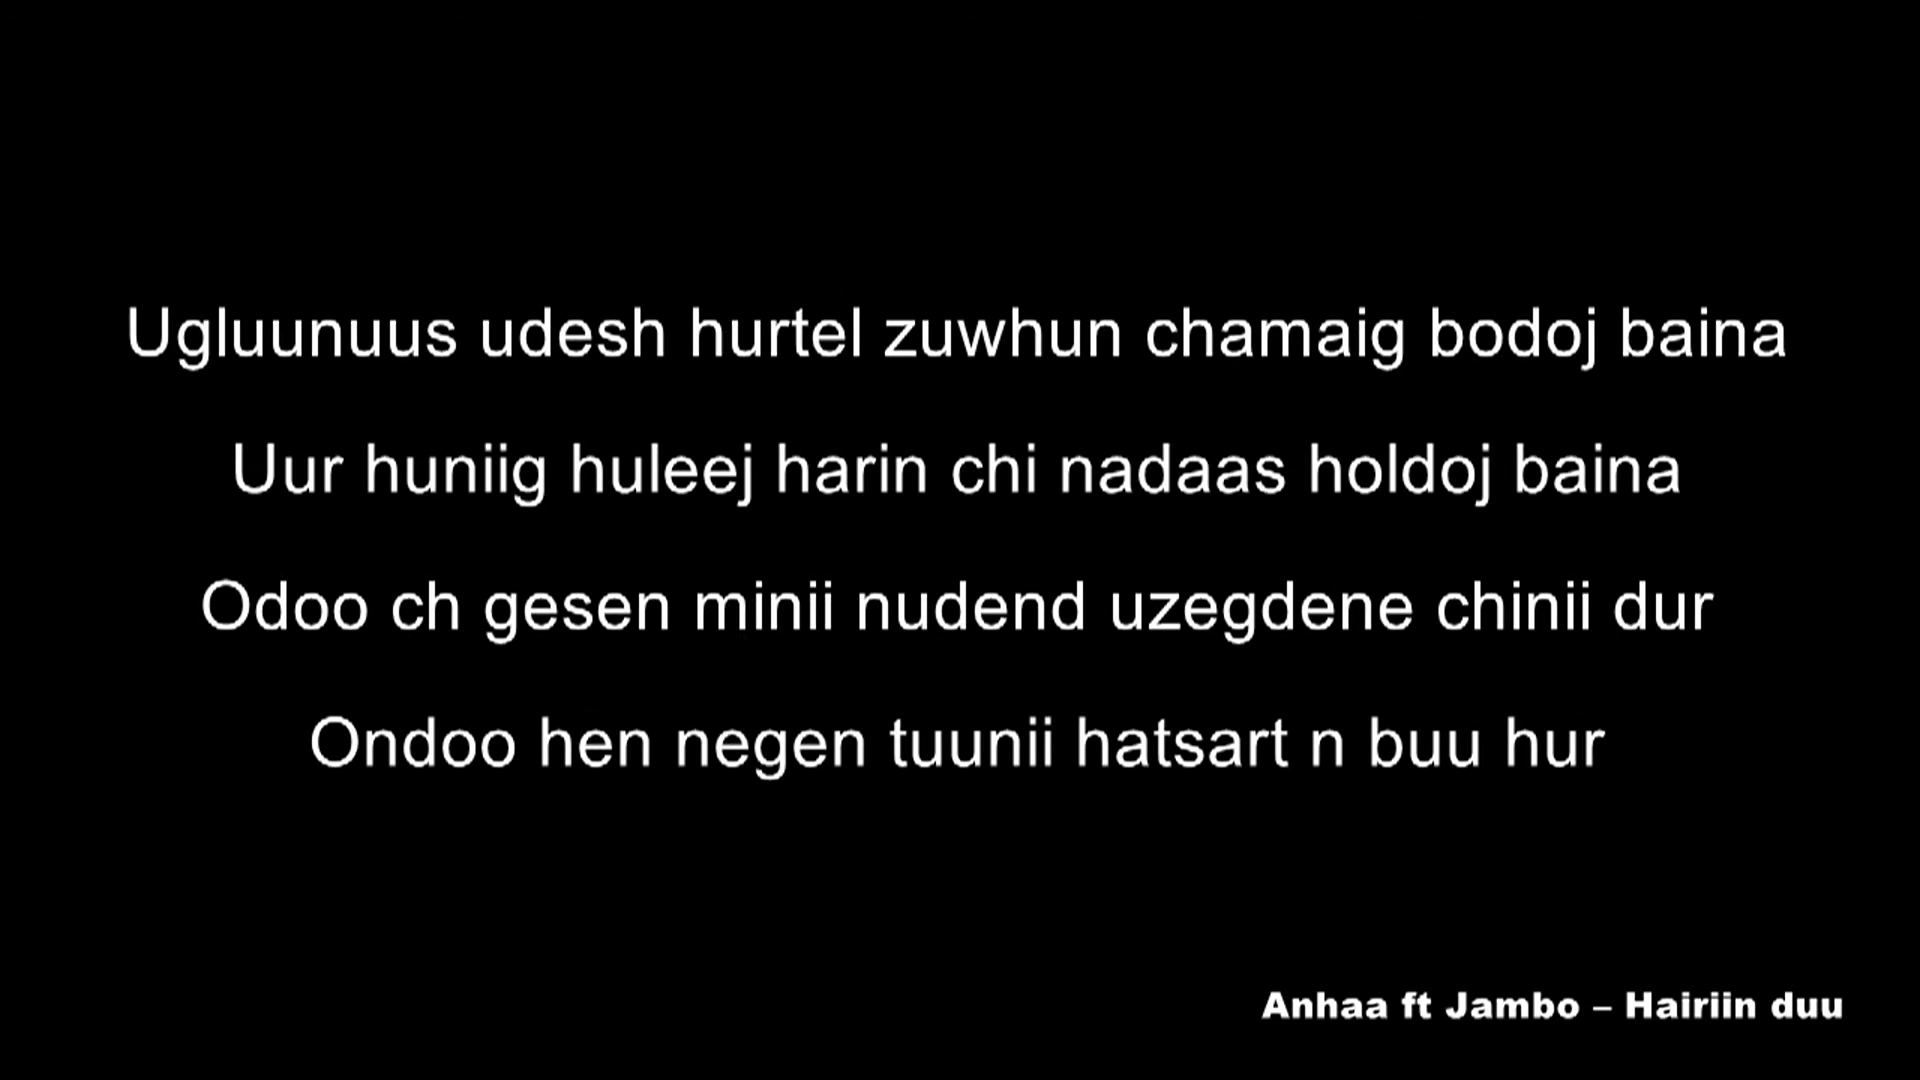 Ugluunuus udesh hurtel zuwhun chamaig bodoj baina
Uur huniig huleej harin chi nadaas holdoj baina
Odoo ch gesen minii nudend uzegdene chinii dur
Ondoo hen negen tuunii hatsart n buu hur
Anhaa ft Jambo – Hairiin duu